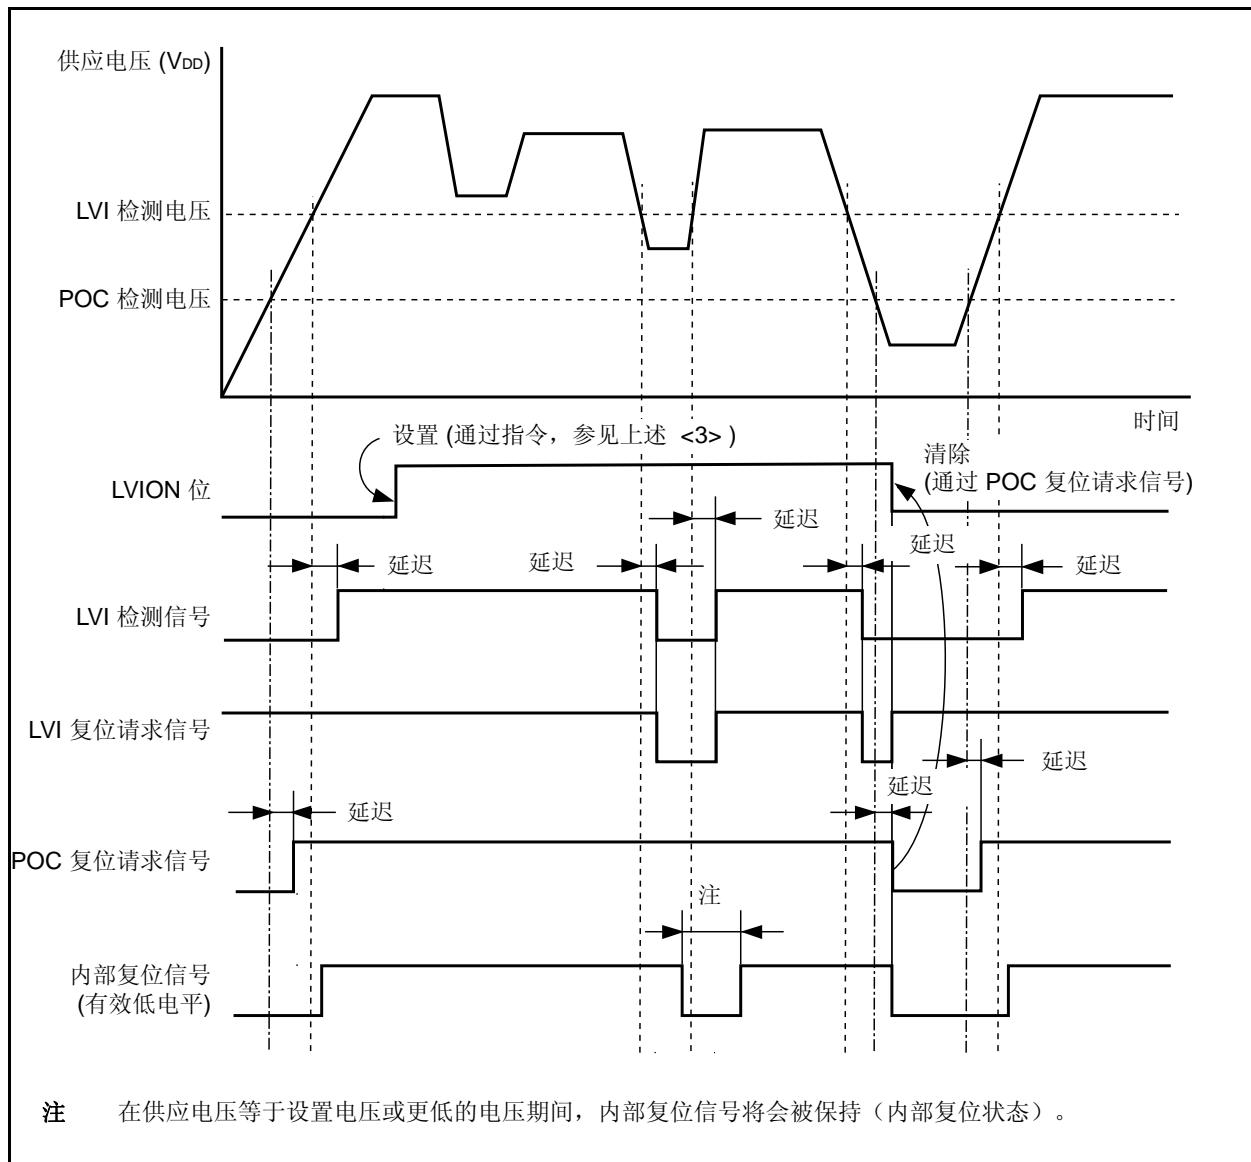 供应电压 (VDD)
LVI 检测电压
POC 检测电压
时间
设置 (通过指令，参见上述 <3> )
清除
(通过 POC 复位请求信号)
LVION 位
延迟
延迟
延迟
延迟
延迟
LVI 检测信号
LVI 复位请求信号
延迟
延迟
延迟
POC 复位请求信号
注
内部复位信号
(有效低电平)
注 在供应电压等于设置电压或更低的电压期间，内部复位信号将会被保持（内部复位状态）。